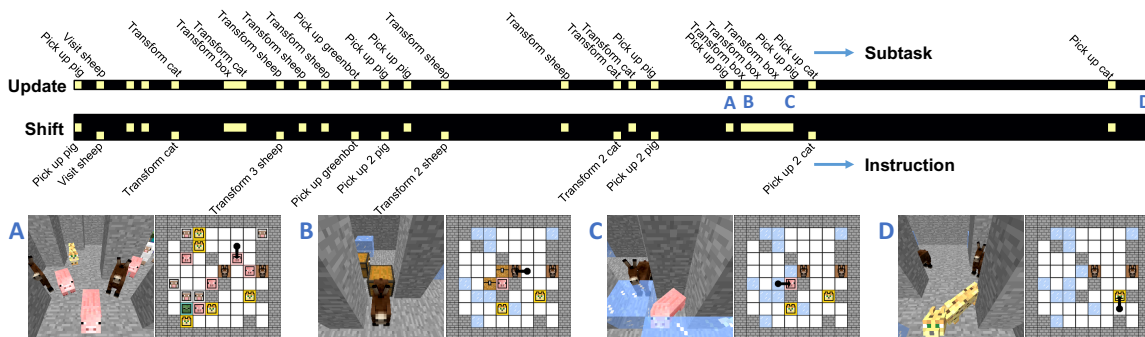 Pick up pig
Visit sheep
Transform cat
Transform box
Transform cat
Transform sheep
Transform sheep
Transform sheep
Pick up greenbot
Pick up pig
Pick up pig
Transform sheep
Transform sheep
Transform cat
Transform cat
Pick up pig
Pick up pig
Transform box
Transform box
Transform box
Pick up pig
Pick up cat
Subtask
Pick up cat
Update
A
B
C
D
Shift
Pick up pig
Visit sheep
Transform cat
Transform 3 sheep
Pick up greenbot
Pick up 2 pig
Transform 2 sheep
Transform 2 cat
Pick up 2 pig
Pick up 2 cat
Instruction
A
B
C
D